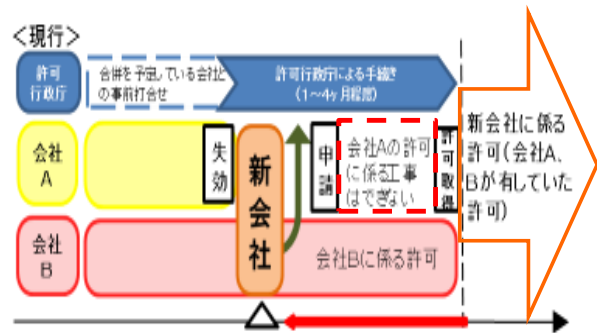 ＜現行＞
許可
行政庁
合併を予定している会社と
の事前打合せ
許可行政庁による手続き
（1～4ヶ月程度）
会社
A
失効
新会社
申請
会社Aの許可
に係る工事
はできない
許可取得
新会社に係る
許可（会社A、
Bが有していた
許可）
会社
B
会社Bに係る許可